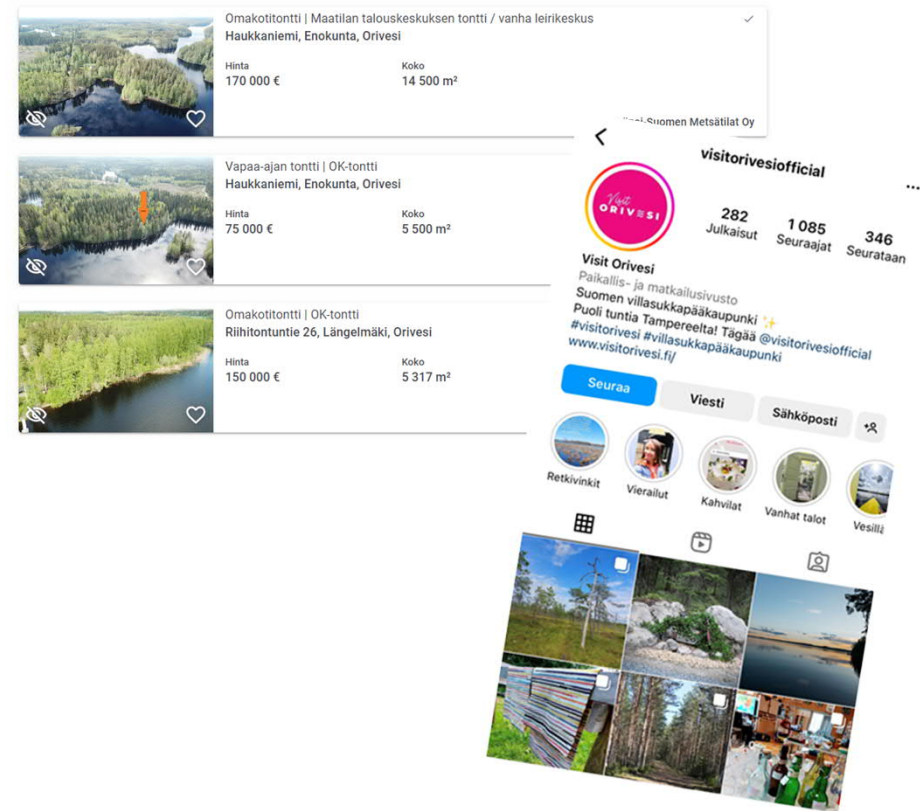 Omakotitontti | Maatilan talouskeskuksen tontti / vanha leirikeskus
Haukkaniemi, Enokunta, Orivesi
Hinta Koko
170 000 € 14 500 m²
-Suomen Metsätilat Oy
Vapaa-ajan tontti | OK-tontti
Haukkaniemi, Enokunta, Orivesi
Hinta Koko
75 000 € 5 500 m²
Omakotitontti | OK-tontti
Riihitontuntie 26, Längelmäki, Orivesi
Hinta Koko
150 000 € 5 317 m²
visitorivesiofficial
Visit
ORIVESI
282 1 085 346
Julkaisut Seuraajat Seurataan
Visit Orivesi
Paikallis- ja matkailusivusto
Suomen villasukkapääkaupunki ✨
Puoli tuntia Tampereelta! Tägää @visitorivesiofficial
#visitorivesi #villasukkapääkaupunki
www.visitorivesi.fi/
Seuraa Viesti Sähköposti
Retkivinkit Vierailut Kahvilat Vanhat talot Vesillä